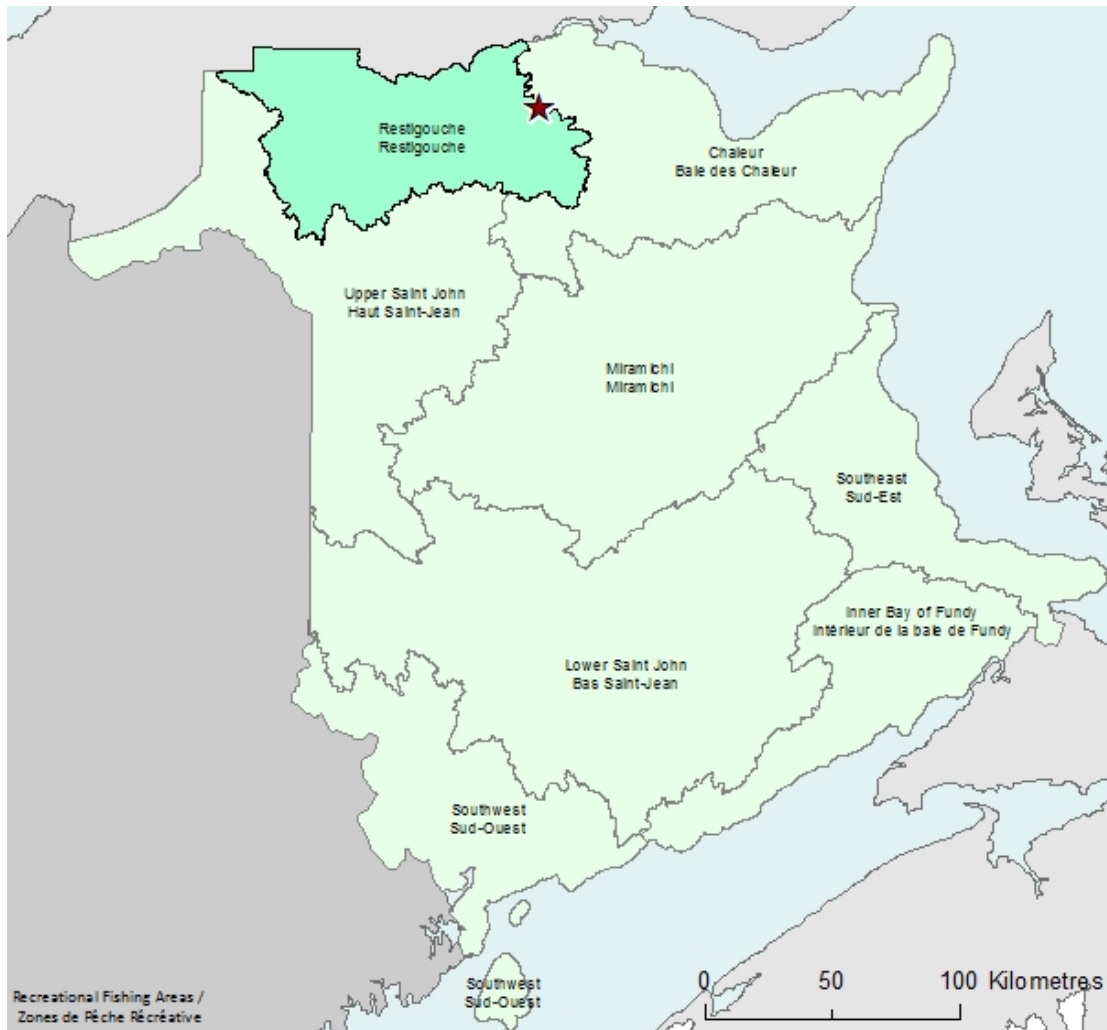 Restigouche
Restigouche
Chaleur
Baie des Chaleur
Upper Saint John
Haut Saint-Jean
Miramichi
Miramichi
Southeast
Sud-Est
Inner Bay of Fundy
Intérieur de la baie de Fundy
Lower Saint John
Bas Saint-Jean
Southwest
Sud-Ouest
Southwest
Sud-Ouest
0 50 100 Kilometres
Recreational Fishing Areas /
Zones de Pêche Récréative